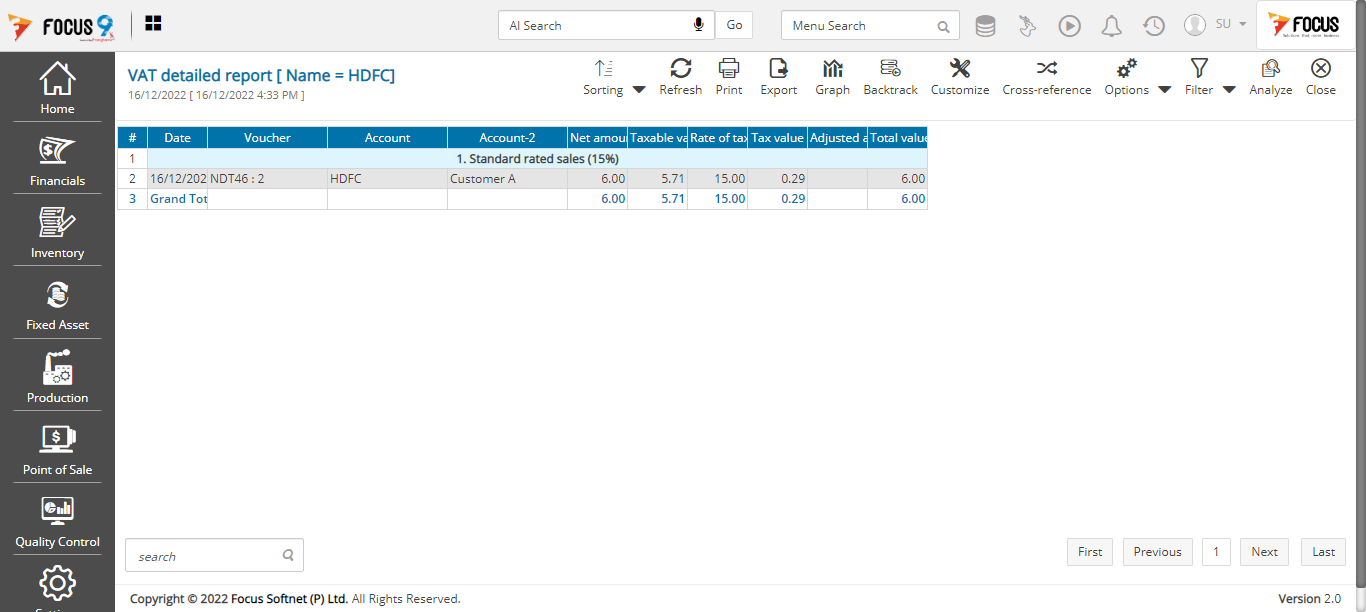 FOCUS 9
AI Search
Go
Menu Search
SU
FOCUS
Home
Financials
Inventory
Fixed Asset
Production
Point of Sale
Quality Control
VAT detailed report [ Name = HDFC]
16/12/2022 [ 16/12/2022 4:33 PM ]
Sorting Refresh Print Export Graph Backtrack Customize Cross-reference Options Filter Analyze Close
# Date Voucher Account Account-2 Net amou Taxable va Rate of tax Tax value Adjusted a Total value
1 1. Standard rated sales (15%)
2 16/12/202 NDT46 : 2 HDFC Customer A 6.00 5.71 15.00 0.29 6.00
3 Grand Tot 6.00 5.71 15.00 0.29 6.00
search
First Previous 1 Next Last
Copyright © 2022 Focus Softnet (P) Ltd. All Rights Reserved.
Version 2.0